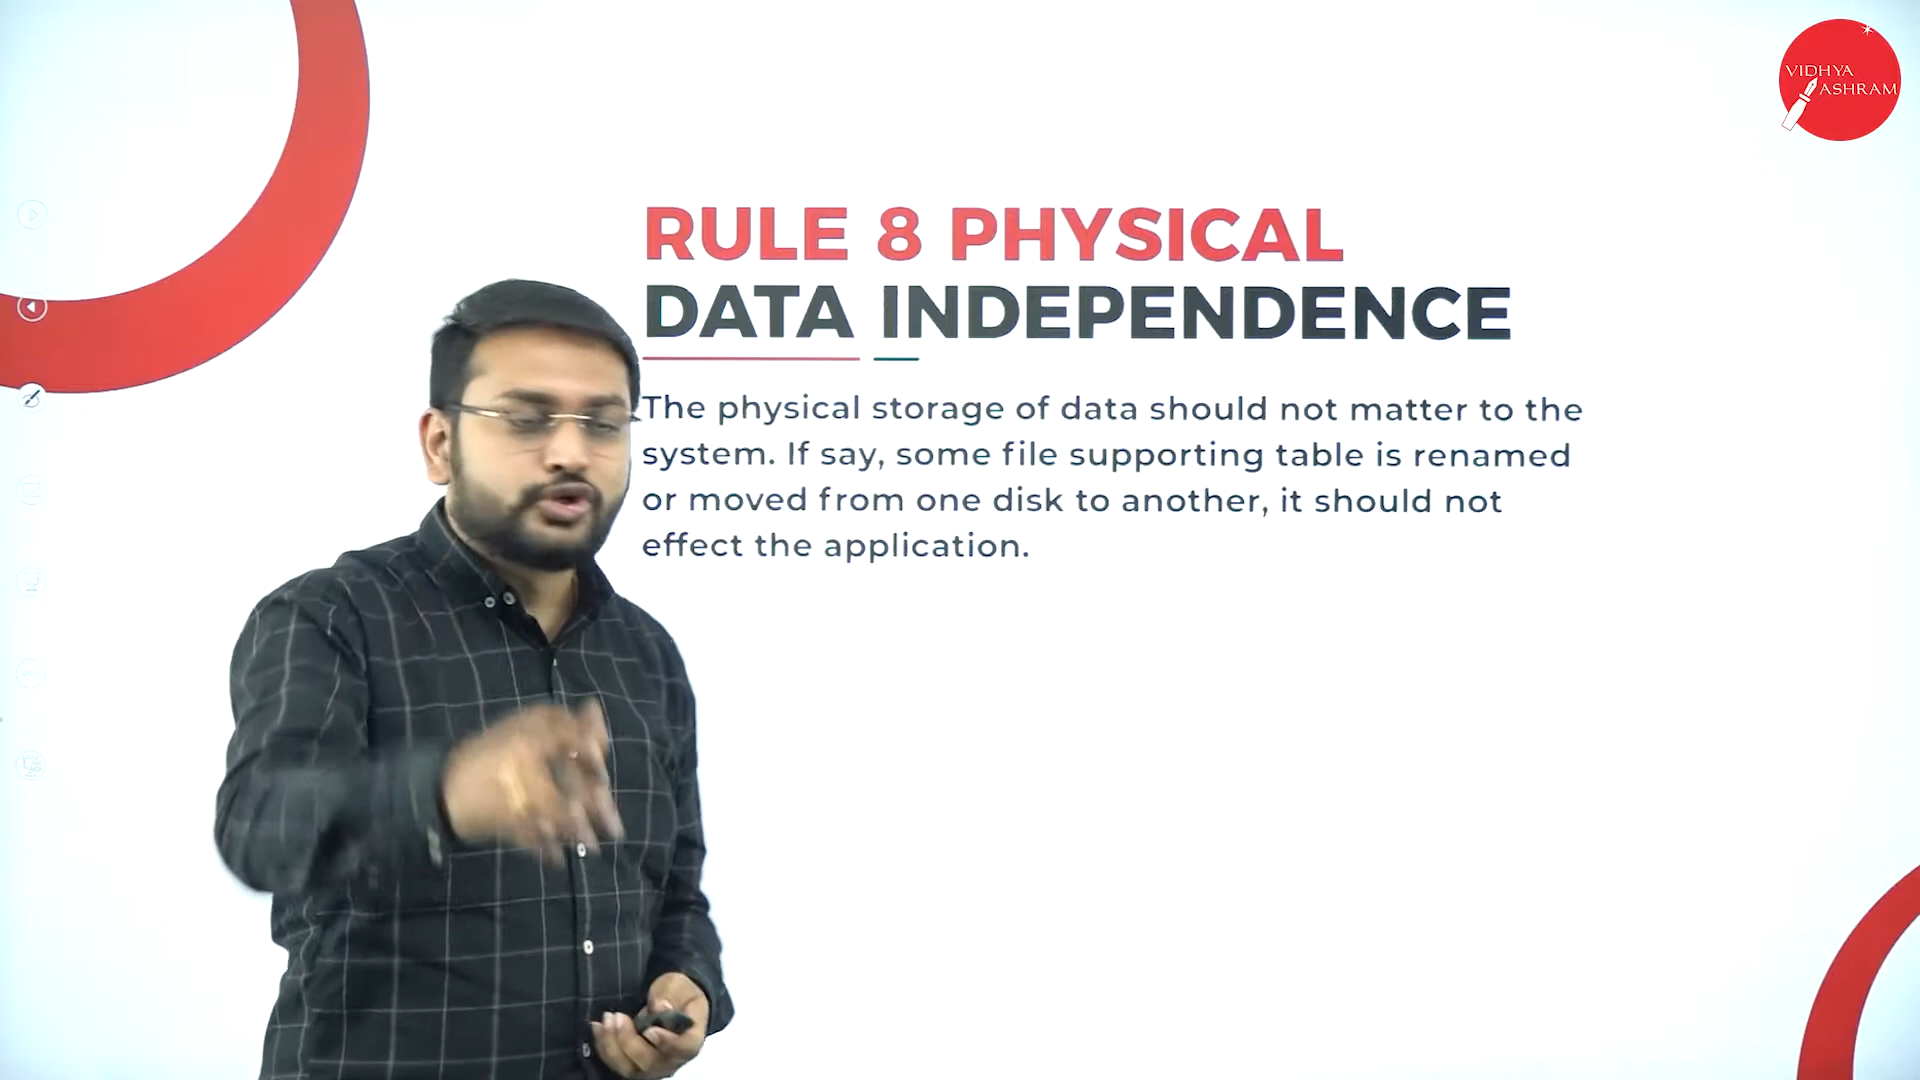 VIDHYA
ASHRAM
RULE 8 PHYSICAL
DATA INDEPENDENCE
The physical storage of data should not matter to the
system. If say, some file supporting table is renamed
or moved from one disk to another, it should not
effect the application.